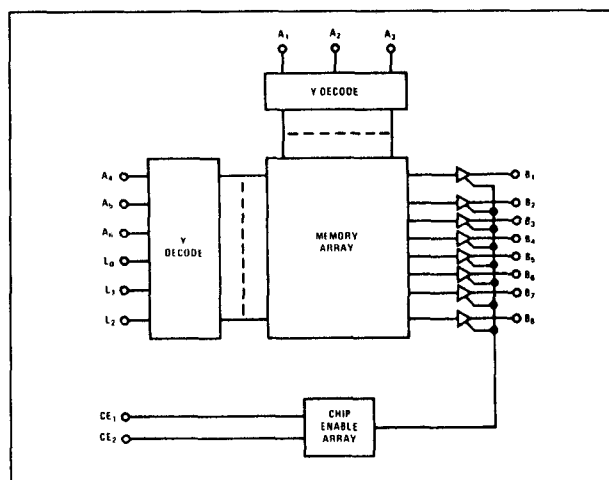 A1 A2 A3
Y DECODE
A4
A5
A6
L0
L1
L2
Y
DECODE
MEMORY
ARRAY
B1
B2
B3
B4
B5
B6
B7
B8
CE1
CE2
CHIP
ENABLE
ARRAY